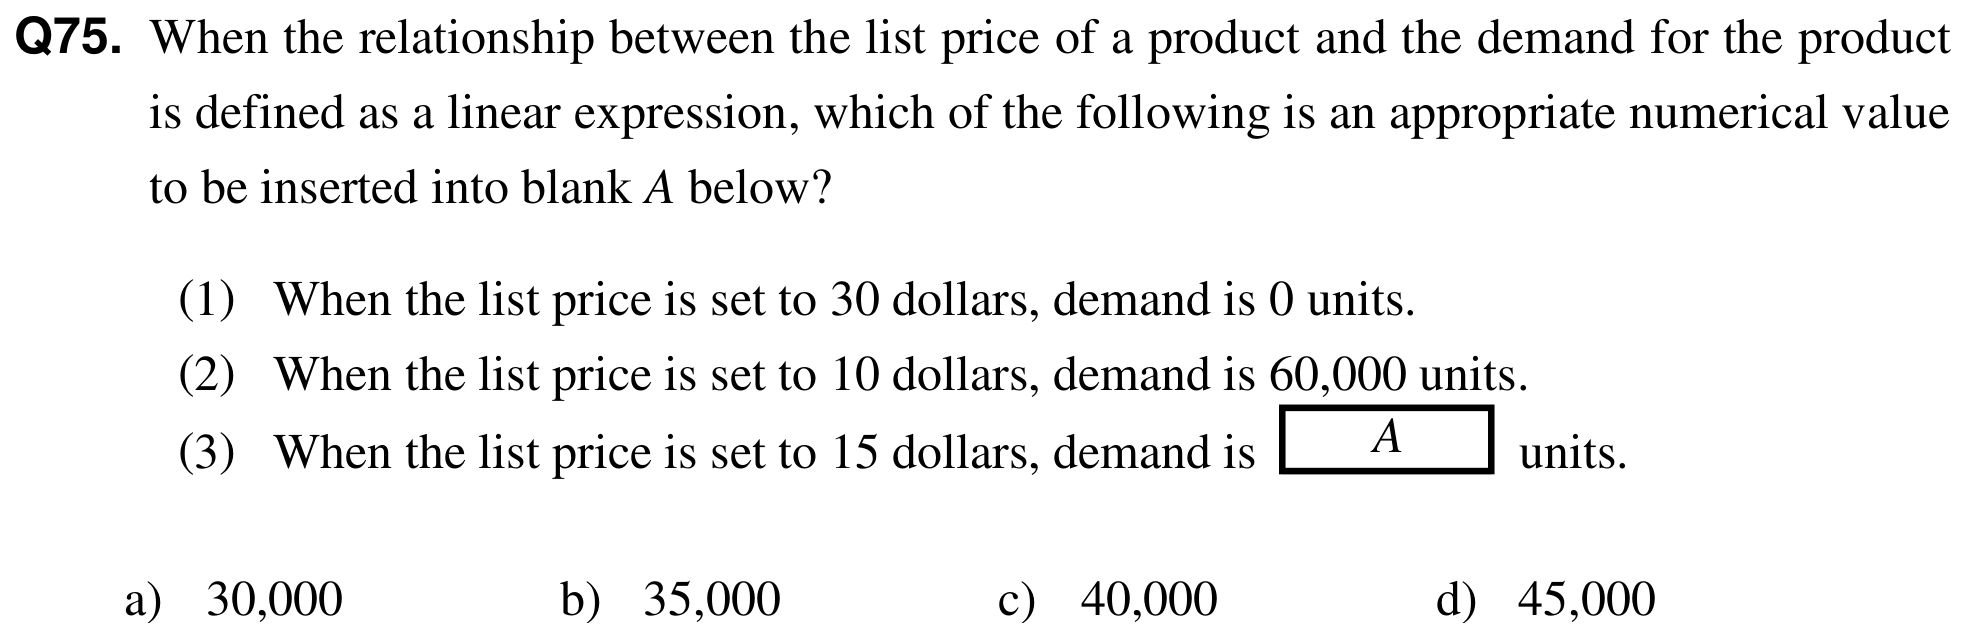 Q75. When the relationship between the list price of a product and the demand for the product
is defined as a linear expression, which of the following is an appropriate numerical value
to be inserted into blank A below?
(1) When the list price is set to 30 dollars, demand is 0 units.
(2) When the list price is set to 10 dollars, demand is 60,000 units.
(3) When the list price is set to 15 dollars, demand is A units.
a) 30,000 b) 35,000 c) 40,000 d) 45,000